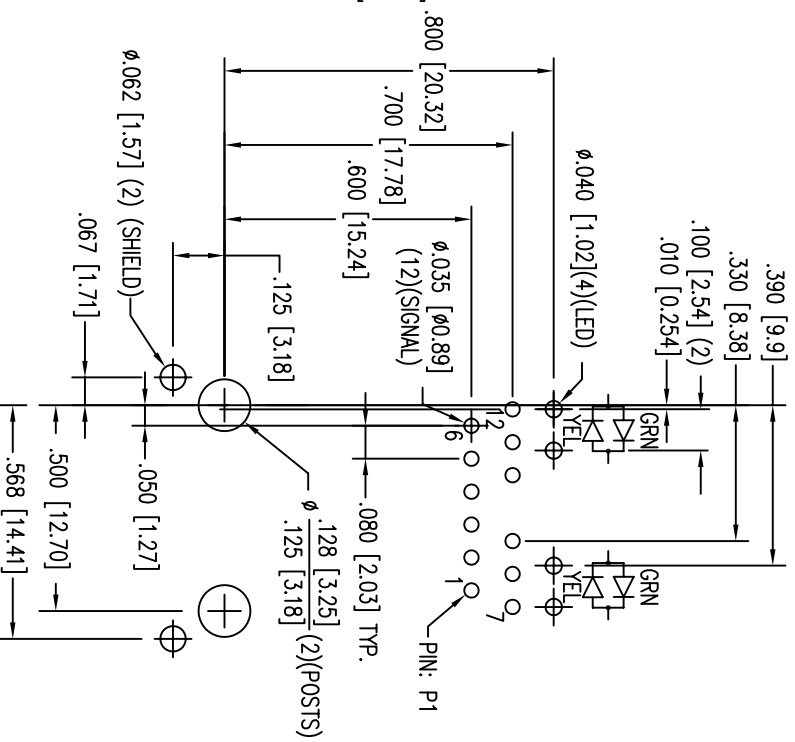 .800 [20.32]
.700 [17.78]
.600 [15.24]
ø.040 [1.02](4)(LED)
.390 [9.9]
.330 [8.38]
.100 [2.54] (2)
.010 [0.254]
ø.062 [1.57] (2) (SHIELD)
.067 [1.71]
.125 [3.18]
ø.035 [ø0.89]
(12)(SIGNAL)
GRN
YEL
GRN
YEL
12
6
1
7
PIN: P1
.080 [2.03] TYP.
ø .128 [3.25]
.125 [3.18] (2)(POSTS)
.050 [1.27]
.500 [12.70]
.568 [14.41]